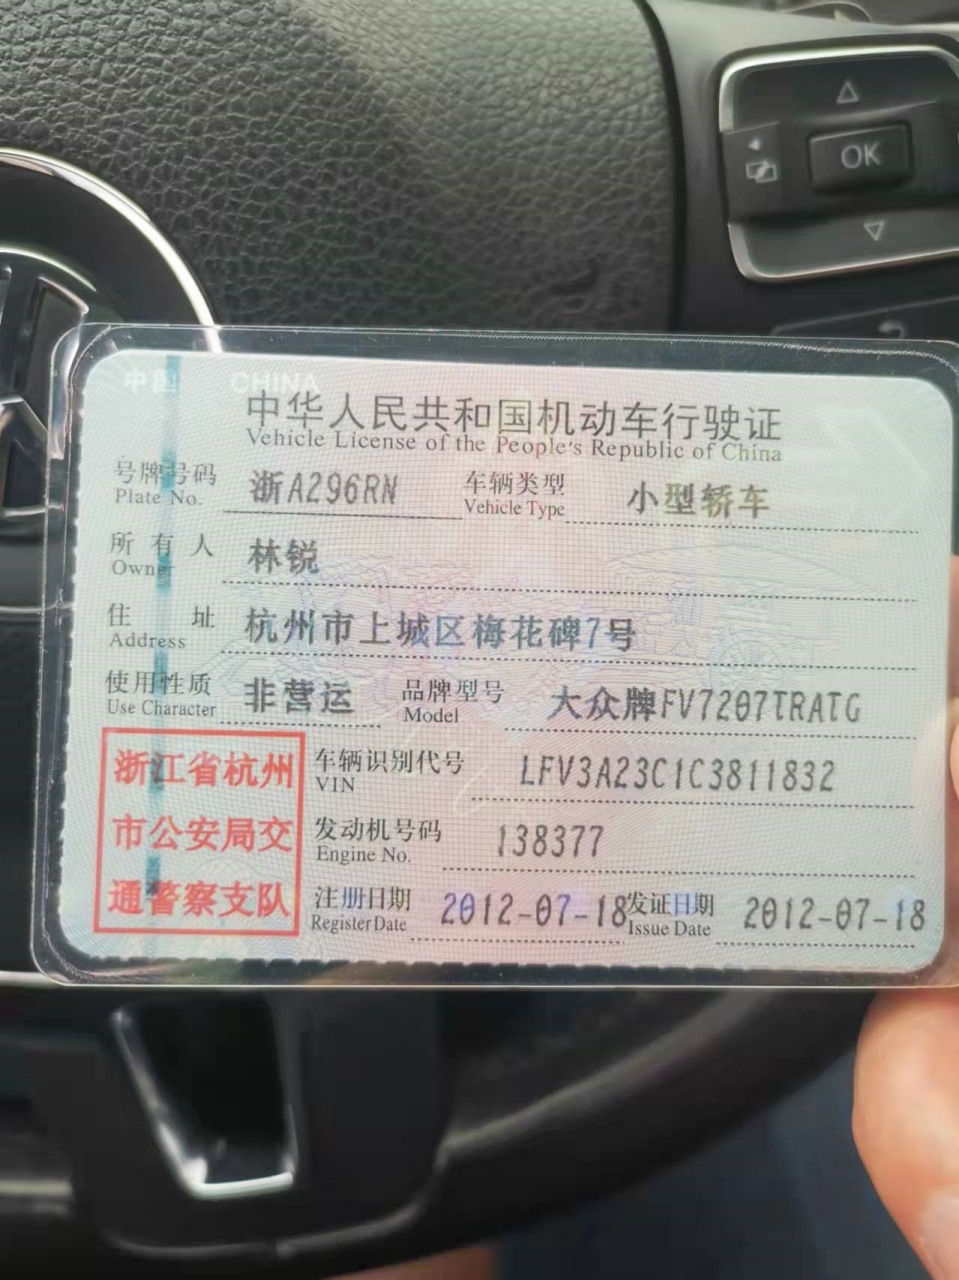 OK
中国 CHINA
中华人民共和国机动车行驶证
Vehicle License of the People's Republic of China
号牌号码 浙A296RN 车辆类型 小型轿车
Plate No. Vehicle Type
所有人 林锐
Owner
住址 杭州市上城区梅花碑7号
Address
使用性质 非营运 品牌型号 大众牌FV7207TRATG
Use Character Model
浙江省杭州
市公安局交
通警察支队
车辆识别代号 LFV3A23C1C3811832
VIN
发动机号码 138377
Engine No.
注册日期 2012-07-18 发证日期 2012-07-18
Register Date Issue Date